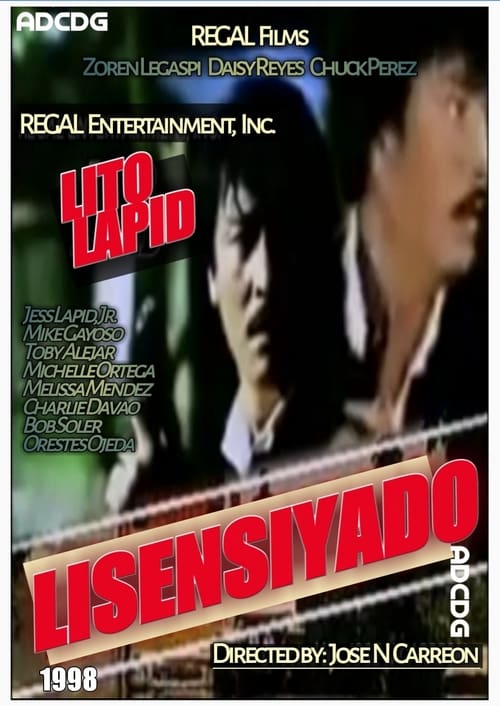 ADCDG
REGAL FILMS
ZOREN LEGASPI DAISY REYES CHUCK PEREZ
REGAL ENTERTAINMENT, INC.
LITO
LAPID
JESS LAPID, JR.
MIKE GAYOSO
TOBY ALEJAR
MICHELLE ORTEGA
MELISSA MENDEZ
CHARLIE DAVAO
BOB SOLER
ORESTES OJEDA
LISENSIYADO
ADCDG
DIRECTED BY: JOSE N CARREON
1998